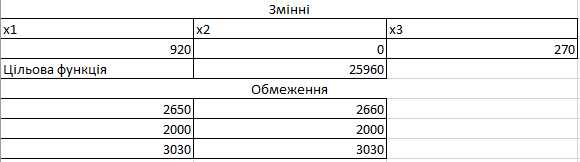 Змінні
x1 x2 x3
920 0 270
Цільова функція 25960
Обмеження
2650 2660
2000 2000
3030 3030